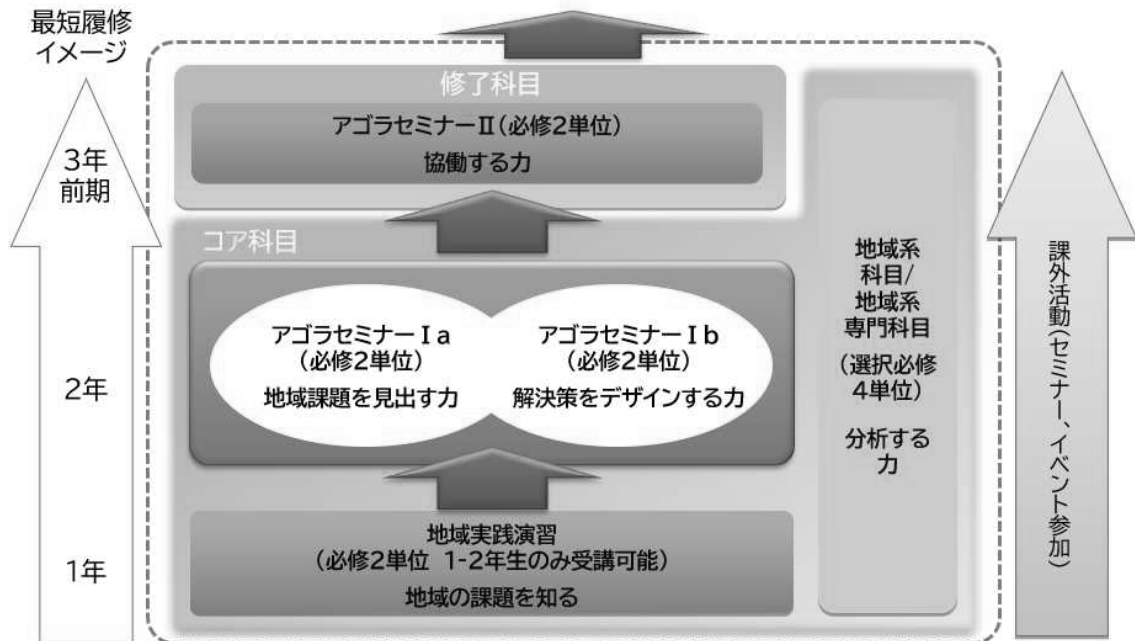 最短履修
イメージ
3年
前期
2年
1年
修了科目
アゴラセミナーⅡ(必修2単位)
協働する力
コア科目
アゴラセミナーⅠa
(必修2単位)
地域課題を見出す力
アゴラセミナーⅠb
(必修2単位)
解決策をデザインする力
地域実践演習
(必修2単位 1-2年生のみ受講可能)
地域の課題を知る
地域系
科目/
地域系
専門科目
(選択必修
4単位)
分析する
力
課外活動(セミナー、イベント参加)